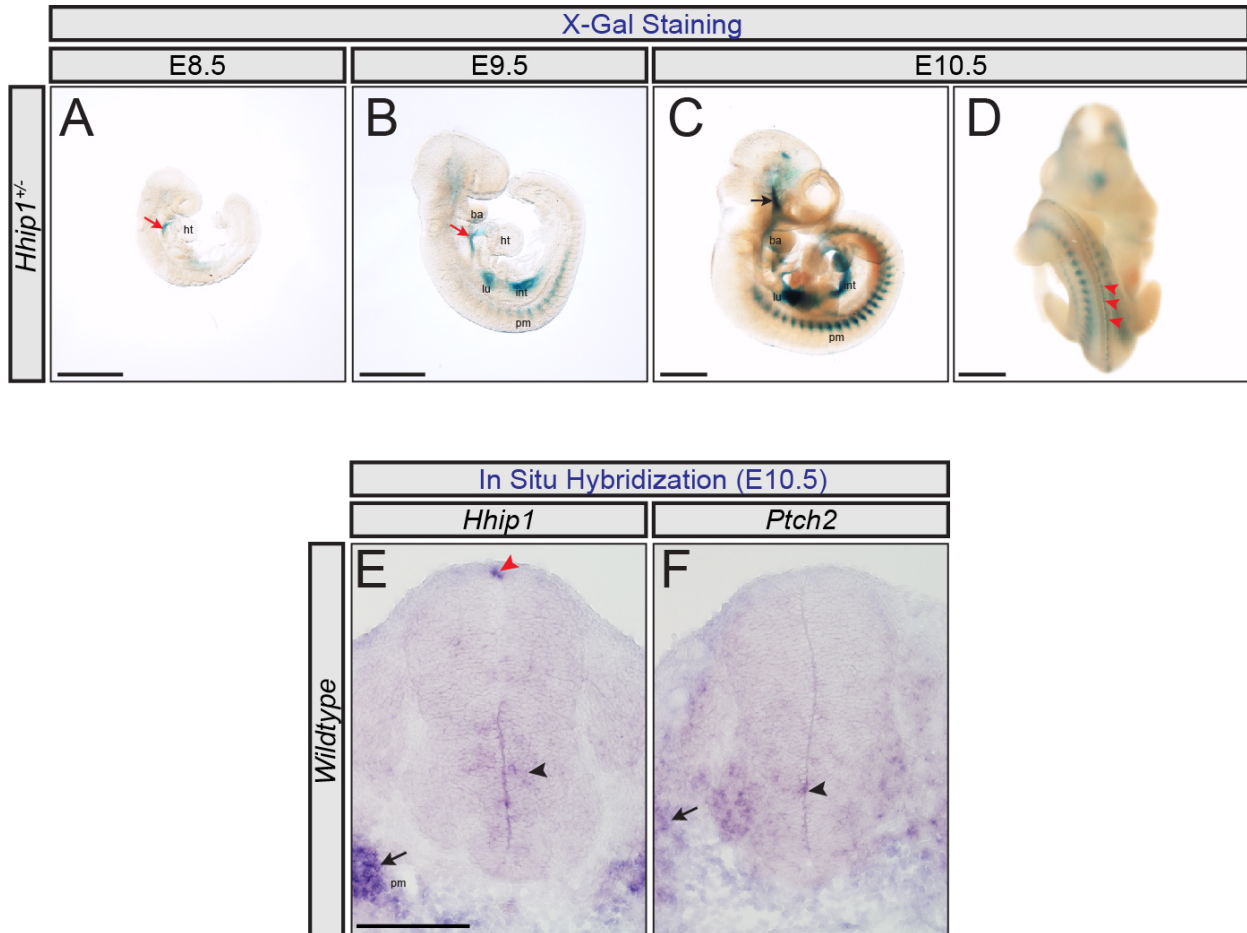 X-Gal Staining
E8.5 E9.5 E10.5
Hhip1+/-
A B C D
ht
ba
ht
lu
int
pm
ba
lu
int
pm
In Situ Hybridization (E10.5)
Hhip1 Ptch2
Wildtype
E F
pm